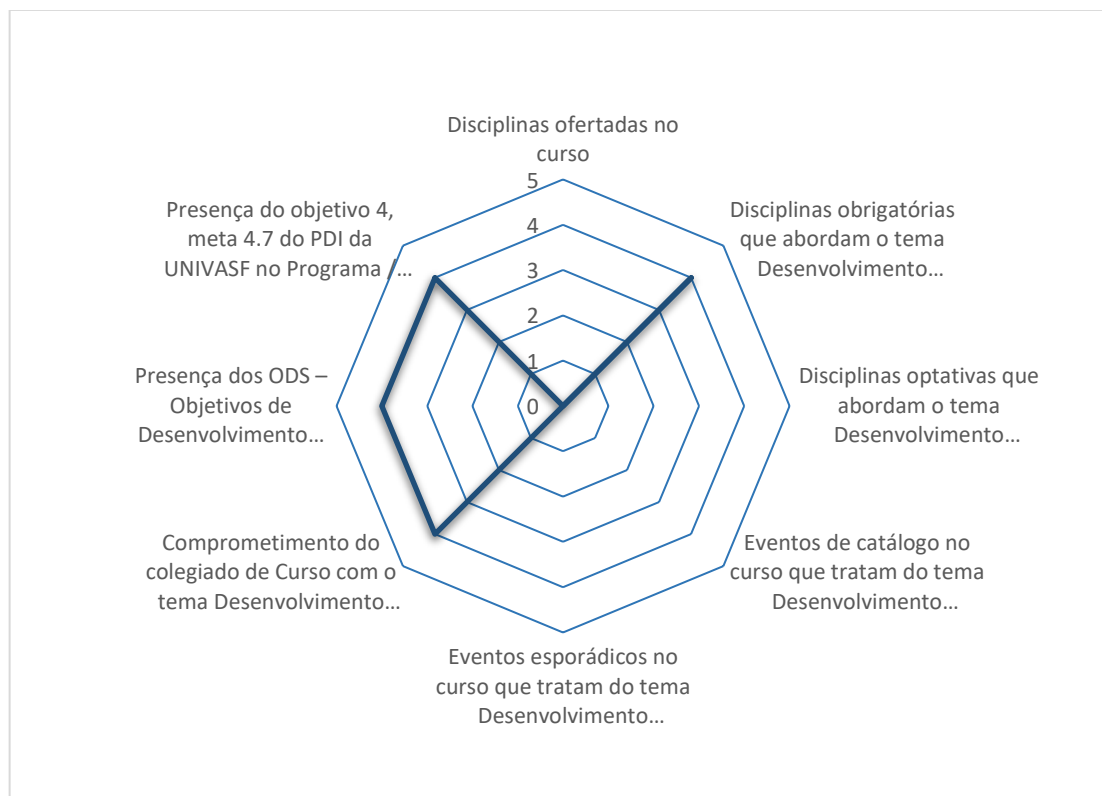 Disciplinas ofertadas no
curso
5
4
3
2
1
0
Disciplinas obrigatórias
que abordam o tema
Desenvolvimento...
Disciplinas optativas que
abordam o tema
Desenvolvimento...
Eventos de catálogo no
curso que tratam do tema
Desenvolvimento...
Eventos esporádicos no
curso que tratam do tema
Desenvolvimento...
Comprometimento do
colegiado de Curso com o
tema Desenvolvimento...
Presença dos ODS –
Objetivos de
Desenvolvimento...
Presença do objetivo 4,
meta 4.7 do PDI da
UNIVASF no Programa /...